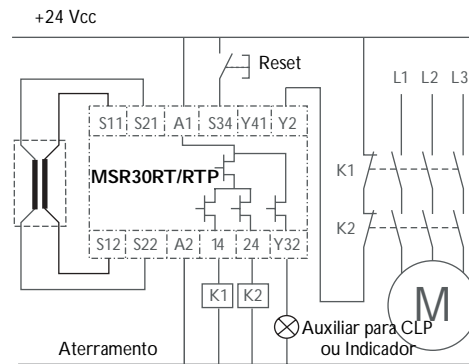 +24 Vcc
Reset
L1 L2 L3
S11 S21 A1 S34 Y41 Y2
K1
MSR30RT/RTP
K2
S12 S22 A2 14 24 Y32
K1 K2
M
Auxiliar para CLP
ou Indicador
Aterramento